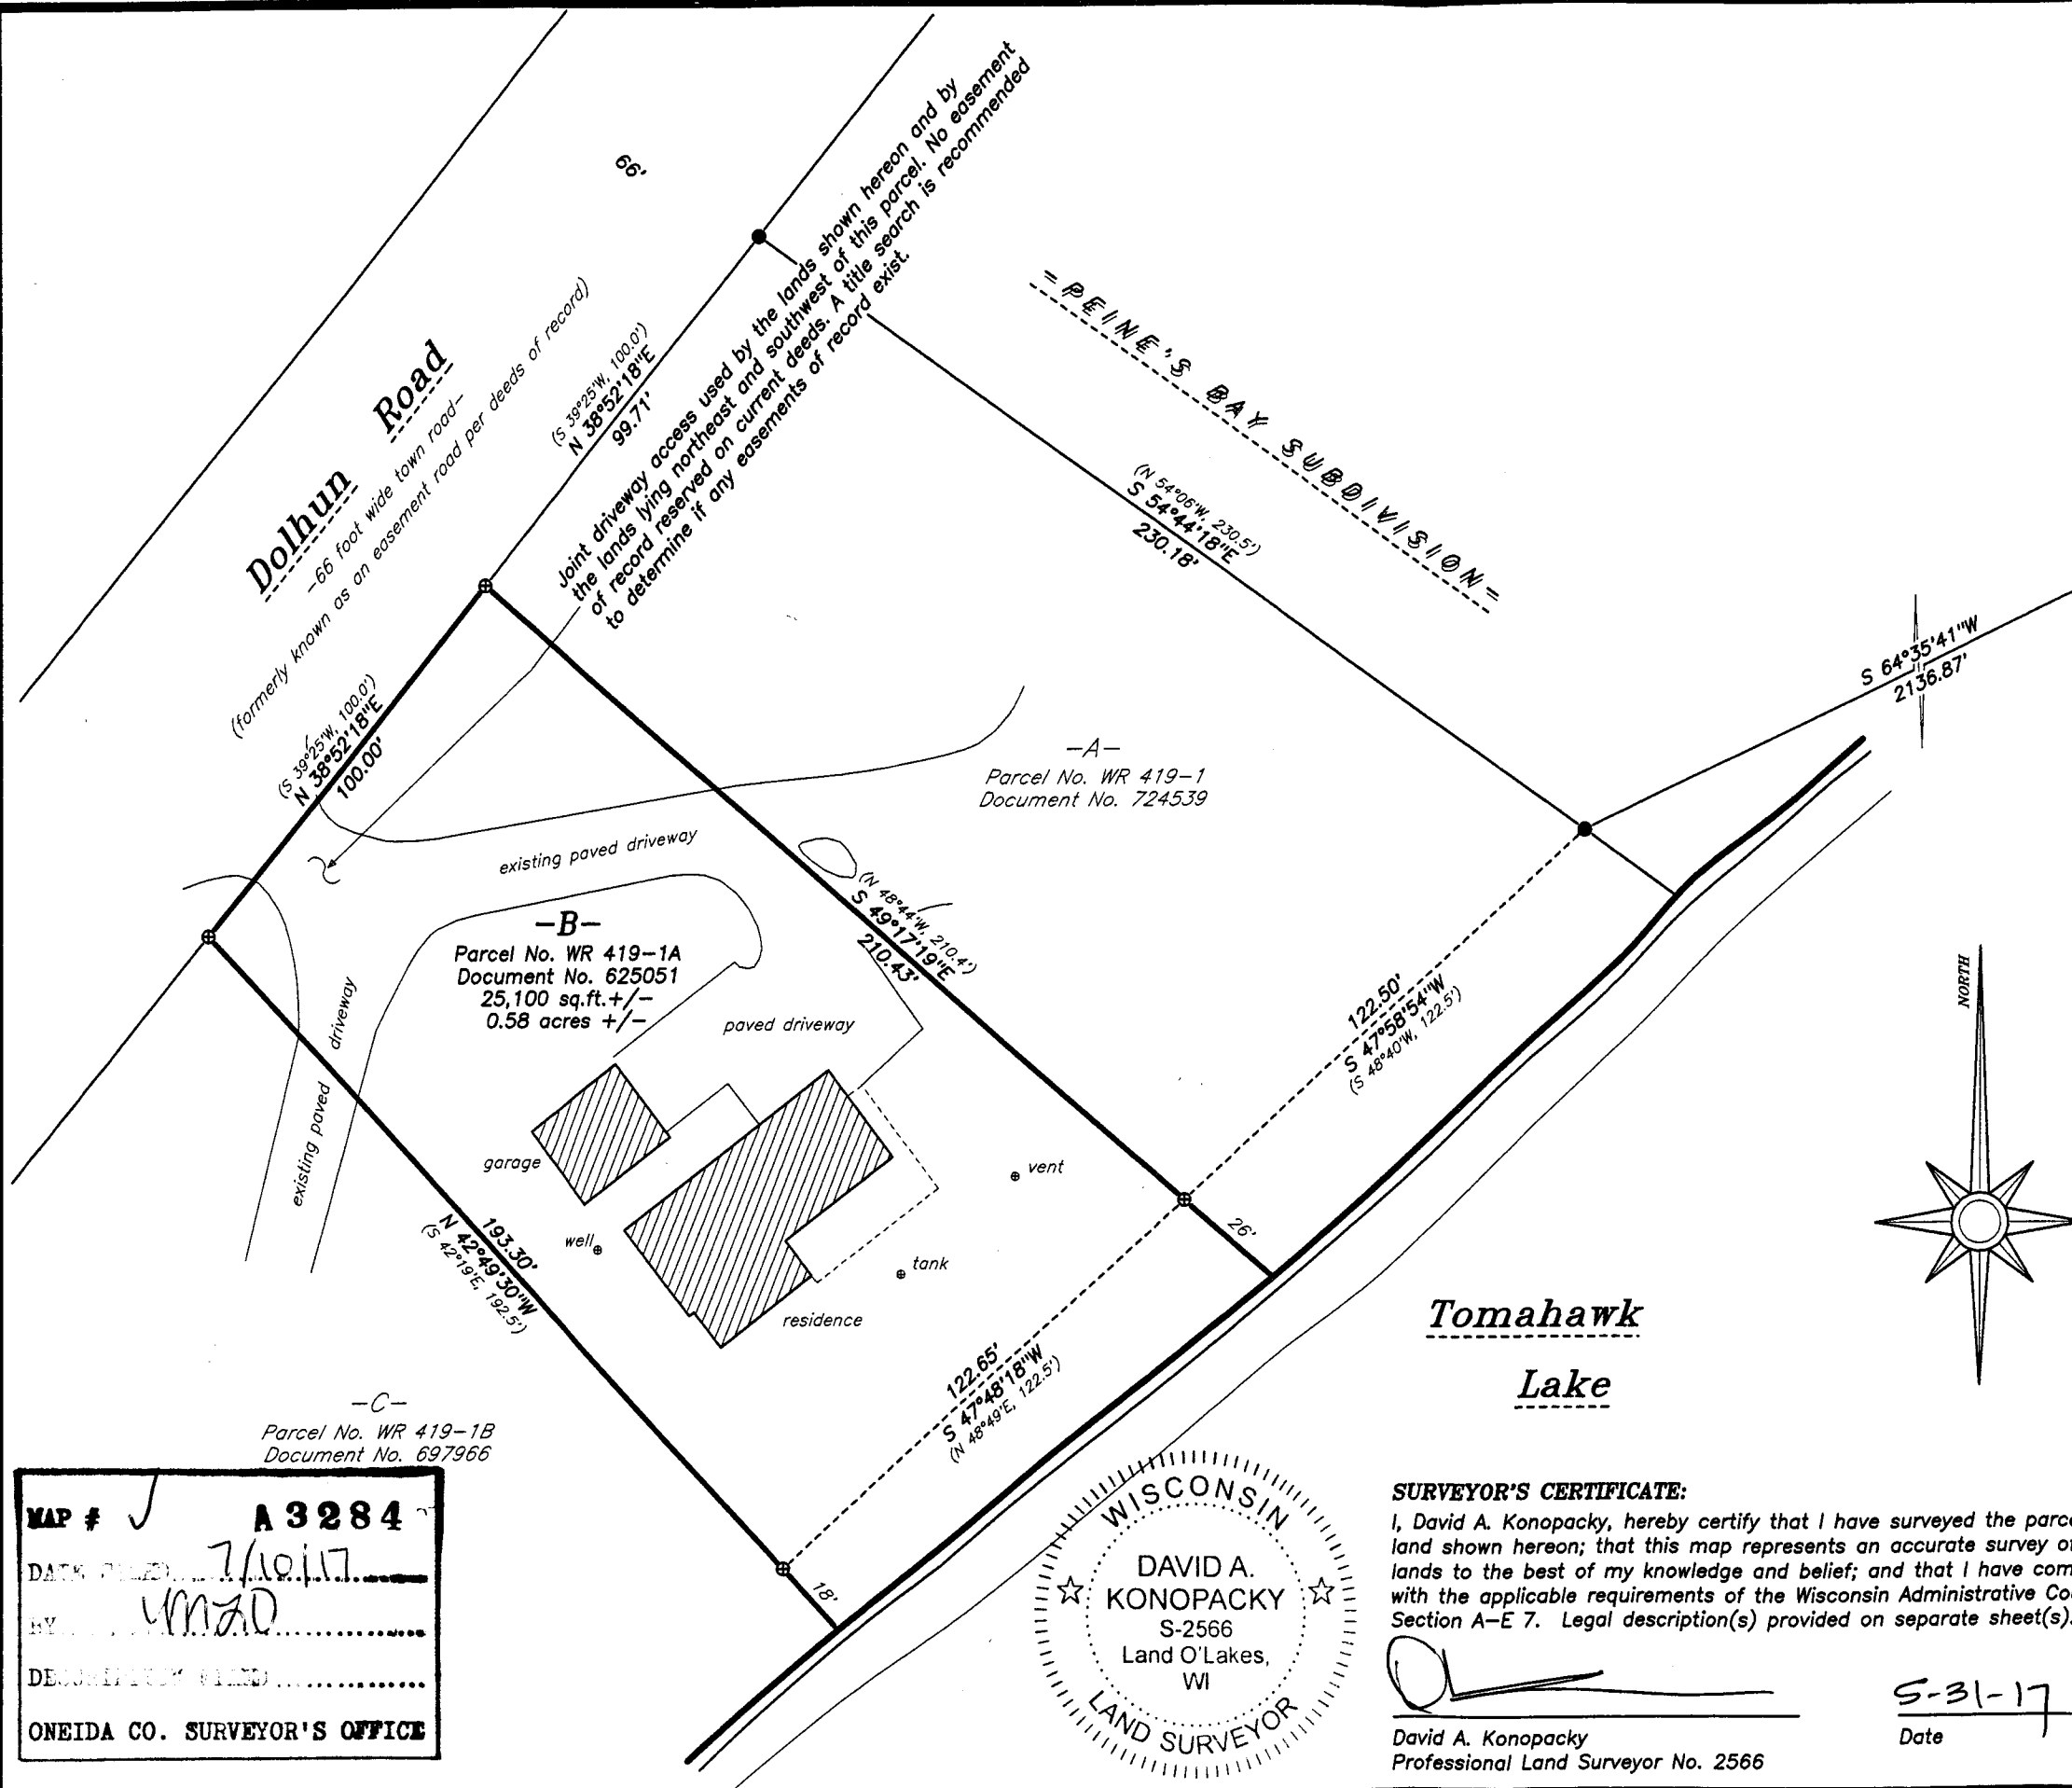 66'
Joint driveway access used by the lands shown hereon and by
the lands lying northeast and southwest of this parcel. No easement
of record reserved on current deeds. A title search is recommended
to determine if any easements of record exist.
Dolhun Road
-66 foot wide town road-
(formerly known as an easement road per deeds of record)
(S 39°25'W, 100.0')
N 38°52'18"E
99.71'
=PEINE'S BAY SUBDIVISION=
(N 54°06'W, 230.5')
S 54°44'18"E
230.18'
S 64°35'41"W
2136.87'
(S 39°25'W, 100.0')
N 38°52'18"E
100.00'
-A-
Parcel No. WR 419-1
Document No. 724539
existing paved driveway
(N 48°44'W, 210.4')
S 49°17'19"E
210.43'
-B-
Parcel No. WR 419-1A
Document No. 625051
25,100 sq.ft.+/-
0.58 acres +/-
paved driveway
existing paved driveway
122.50'
S 47°58'54"W
(S 48°40'W, 122.5')
NORTH
garage
vent
well
tank
residence
26'
193.30'
N 42°49'30"W
(S 42°19'E, 192.5')
122.65'
S 47°48'18"W
(N 48°49'E, 122.5')
Tomahawk
Lake
-C-
Parcel No. WR 419-1B
Document No. 697966
18'
MAP # A 3284
DATE FILED 7/10/17
BY
DESCRIPTION FILED
ONEIDA CO. SURVEYOR'S OFFICE
WISCONSIN
DAVID A.
KONOPACKY
S-2566
Land O'Lakes,
WI
LAND SURVEYOR
SURVEYOR'S CERTIFICATE:
I, David A. Konopacky, hereby certify that I have surveyed the parce
land shown hereon; that this map represents an accurate survey of
lands to the best of my knowledge and belief; and that I have com
with the applicable requirements of the Wisconsin Administrative Co
Section A-E 7. Legal description(s) provided on separate sheet(s).
5-31-17
David A. Konopacky
Date
Professional Land Surveyor No. 2566